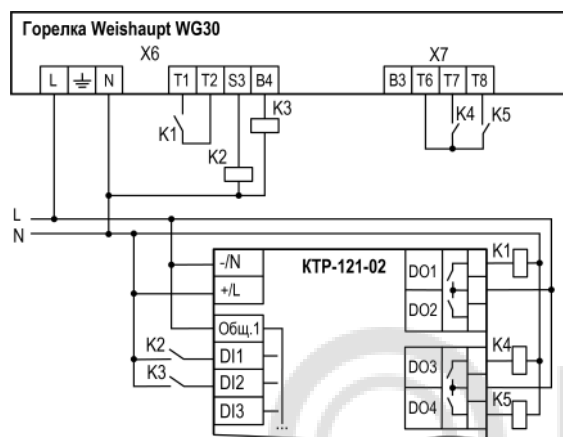 Горелка Weishaupt WG30
X6 X7
L N T1 T2 S3 B4 B3 T6 T7 T8
K1 K2 K3 K4 K5
L
N
-/N КТР-121-02 DO1 K1
+/L DO2
Общ.1
K2 DI1 DO3 K4
K3 DI2 DO4 K5
DI3
...